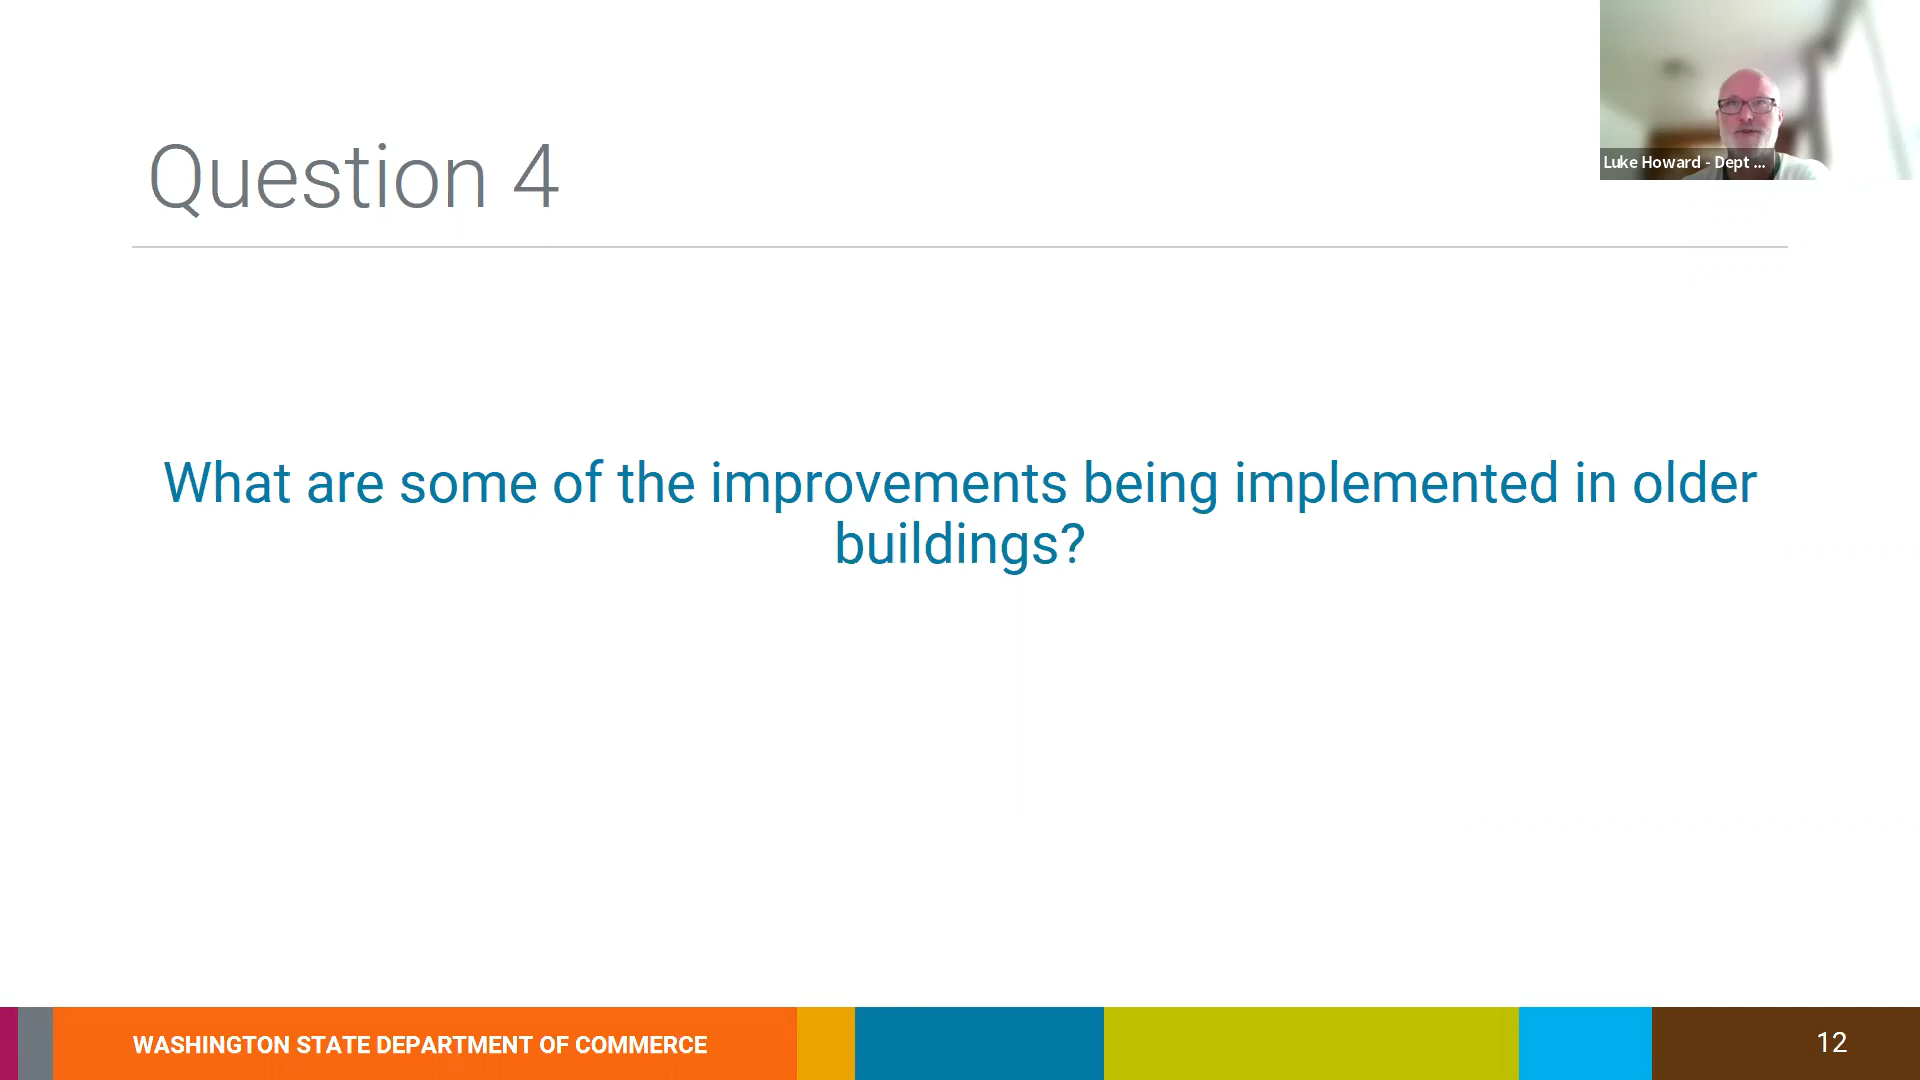 Question 4
Luke Howard - Dept ...
What are some of the improvements being implemented in older
buildings?
WASHINGTON STATE DEPARTMENT OF COMMERCE
12